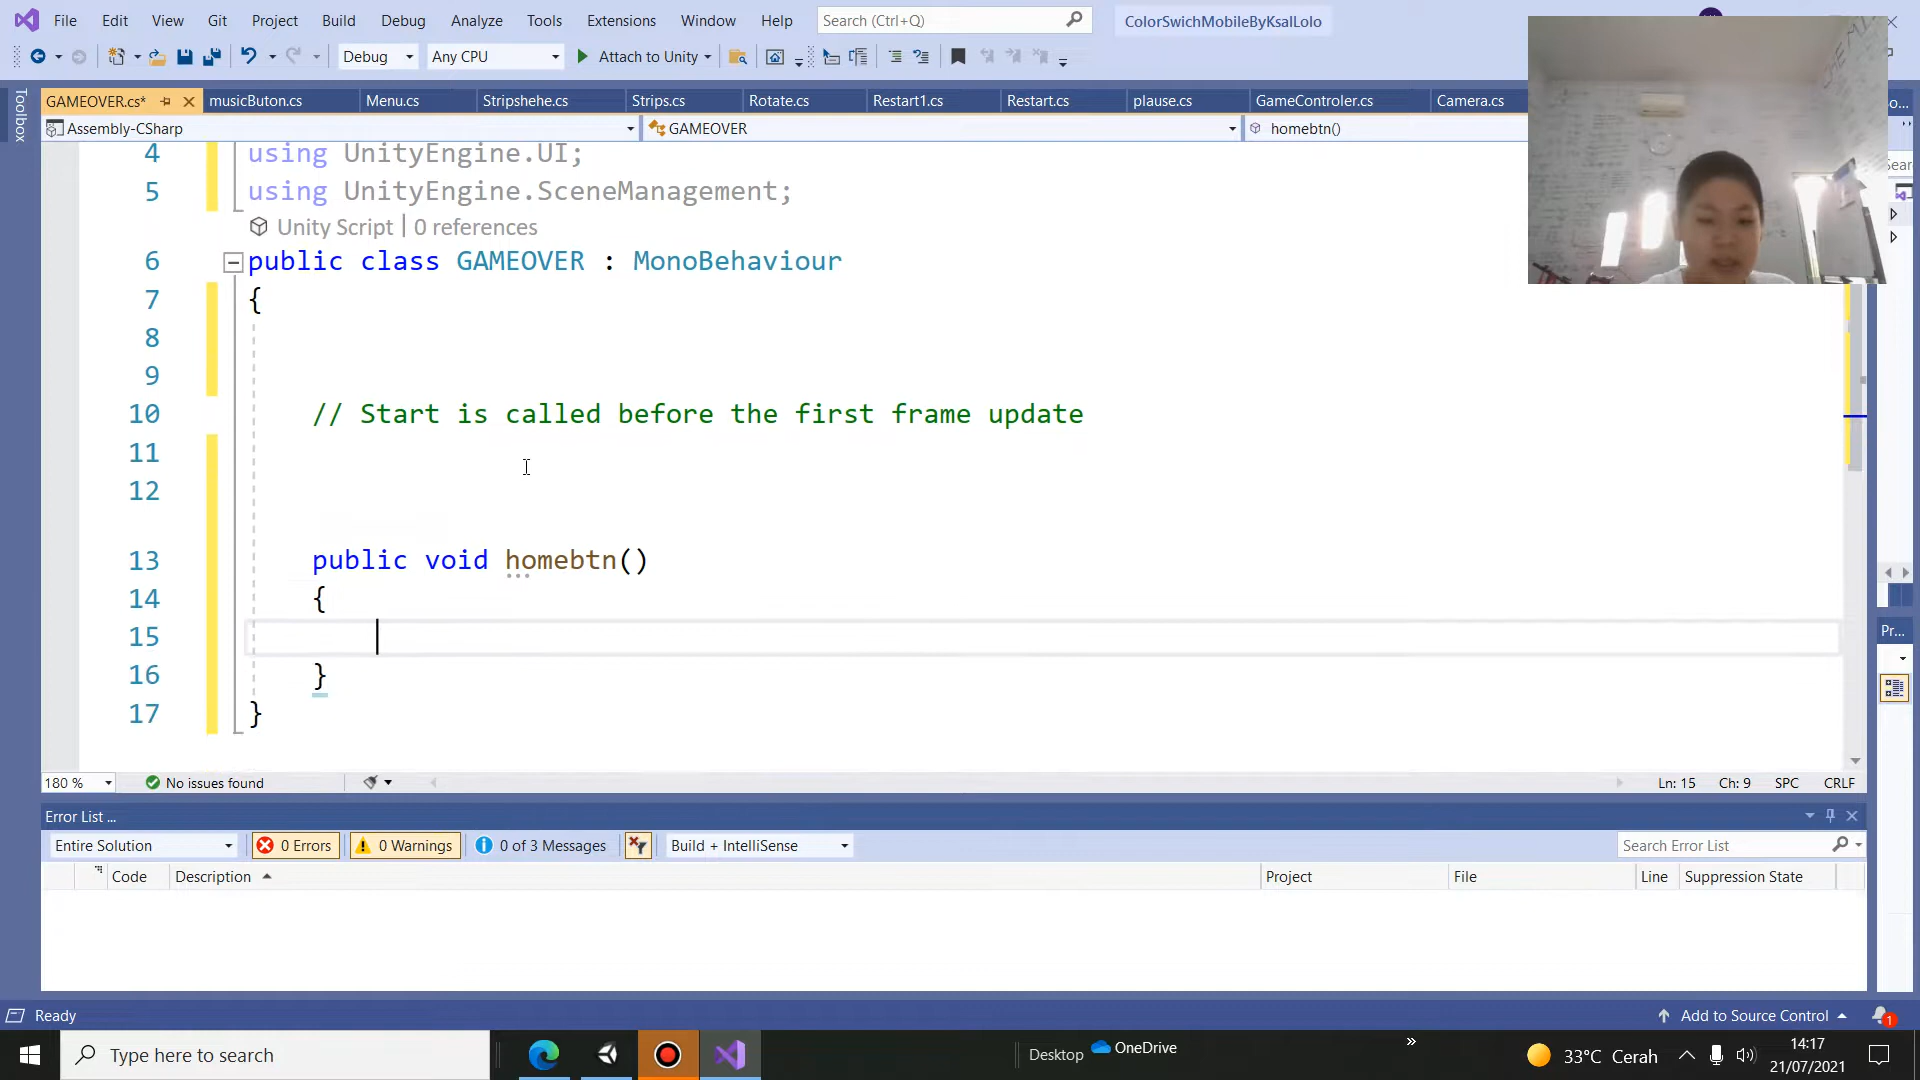 File Edit View Git Project Build Debug Analyze Tools Extensions Window Help Search (Ctrl+Q) ColorSwichMobileByKsalLolo
Debug Any CPU Attach to Unity
GAMEOVER.cs* musicButon.cs Menu.cs Stripshehe.cs Strips.cs Rotate.cs Restart1.cs Restart.cs plause.cs GameControler.cs Camera.cs
Toolbox
Assembly-CSharp GAMEOVER homebtn()
4 using UnityEngine.UI;
5 using UnityEngine.SceneManagement;
Unity Script | 0 references
6 public class GAMEOVER : MonoBehaviour
7 {
8
9
10 // Start is called before the first frame update
11
12
13 public void homebtn()
14 {
15
16 }
17 }
Pr...
180 % No issues found Ln: 15 Ch: 9 SPC CRLF
Error List ...
Entire Solution 0 Errors 0 Warnings 0 of 3 Messages Build + IntelliSense Search Error List
Code Description Project File Line Suppression State
Ready Add to Source Control 1
Type here to search Desktop OneDrive » 33°C Cerah 14:17
21/07/2021